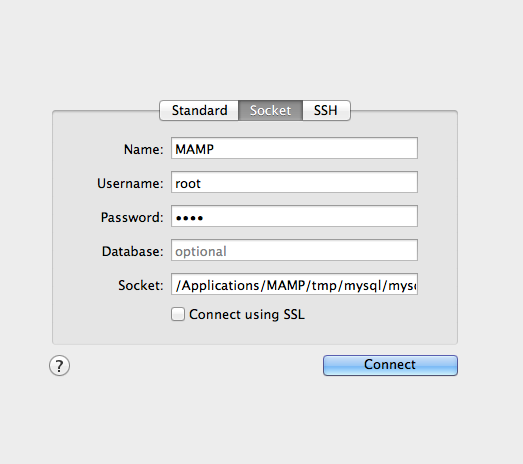 Standard Socket SSH
Name: MAMP
Username: root
Password: ••••
Database: optional
Socket: /Applications/MAMP/tmp/mysql/mys
Connect using SSL
? Connect